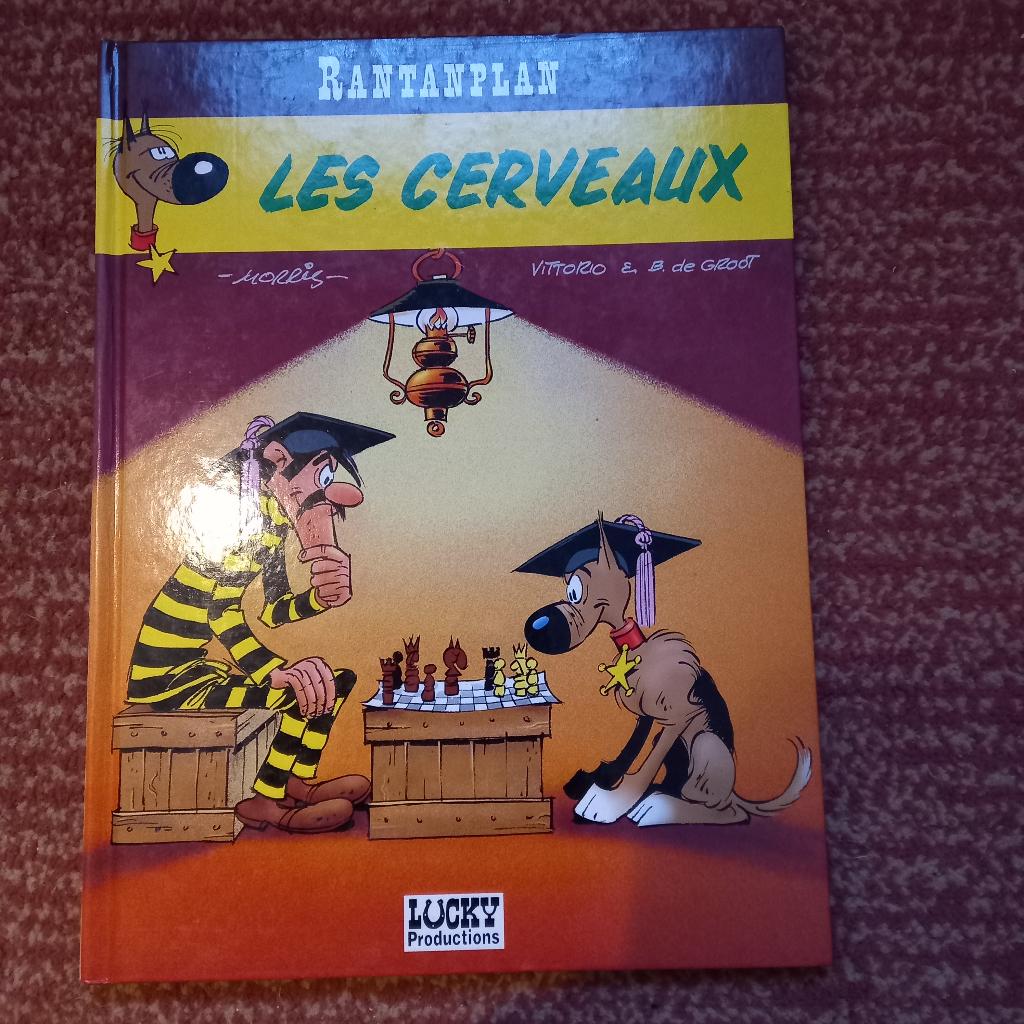 RANTANPLAN
LES CERVEAUX
-MORRIS-
VITTORIO & B. de GROOT
LUCKY
Productions